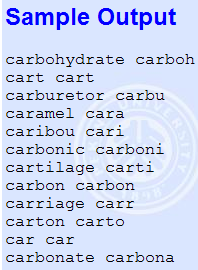 Sample Output
carbohydrate carboh
cart cart
carburetor carbu
caramel cara
caribou cari
carbonic carboni
cartilage carti
carbon carbon
carriage carr
carton carto
car car
carbonate carbona